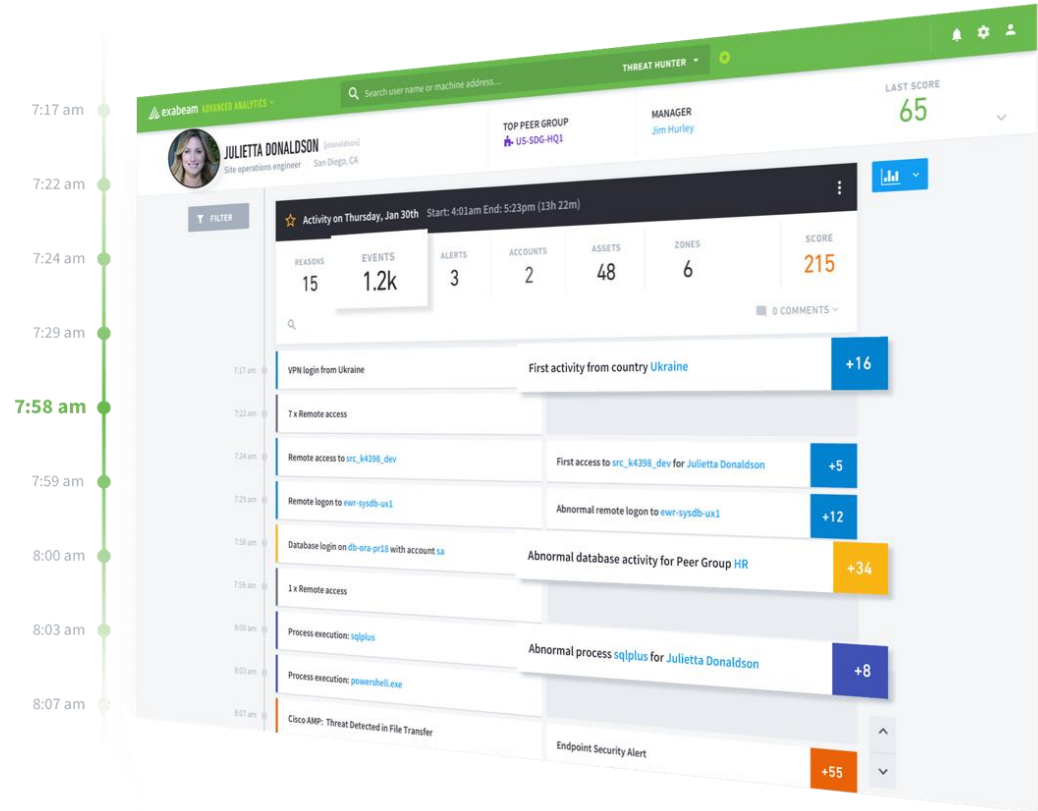 7:17 am
7:22 am
7:24 am
7:29 am
7:58 am
7:59 am
8:00 am
8:03 am
8:07 am
exabeam ADVANCED ANALYTICS
Search user name or machine address...
THREAT HUNTER
JULIETTA DONALDSON [jdonaldson]
Site operations engineer San Diego, CA
TOP PEER GROUP
US-SDG-HQ1
MANAGER
Jim Hurley
LAST SCORE
65
FILTER
Activity on Thursday, Jan 30th Start: 4:01am End: 5:23pm (13h 22m)
REASONS
15
EVENTS
1.2k
ALERTS
3
ACCOUNTS
2
ASSETS
48
ZONES
6
SCORE
215
0 COMMENTS
7:17 am VPN login from Ukraine First activity from country Ukraine +16
7:22 am 7 x Remote access
7:24 am Remote access to src_k4398_dev First access to src_k4398_dev for Julietta Donaldson +5
7:29 am Remote logon to ewr-sysdb-ux1 Abnormal remote logon to ewr-sysdb-ux1 +12
7:58 am Database login on db-ora-pr18 with account sa Abnormal database activity for Peer Group HR +34
7:59 am 1 x Remote access
8:00 am Process execution: sqlplus Abnormal process sqlplus for Julietta Donaldson +8
8:03 am Process execution: powershell.exe
8:07 am Cisco AMP: Threat Detected in File Transfer Endpoint Security Alert +55